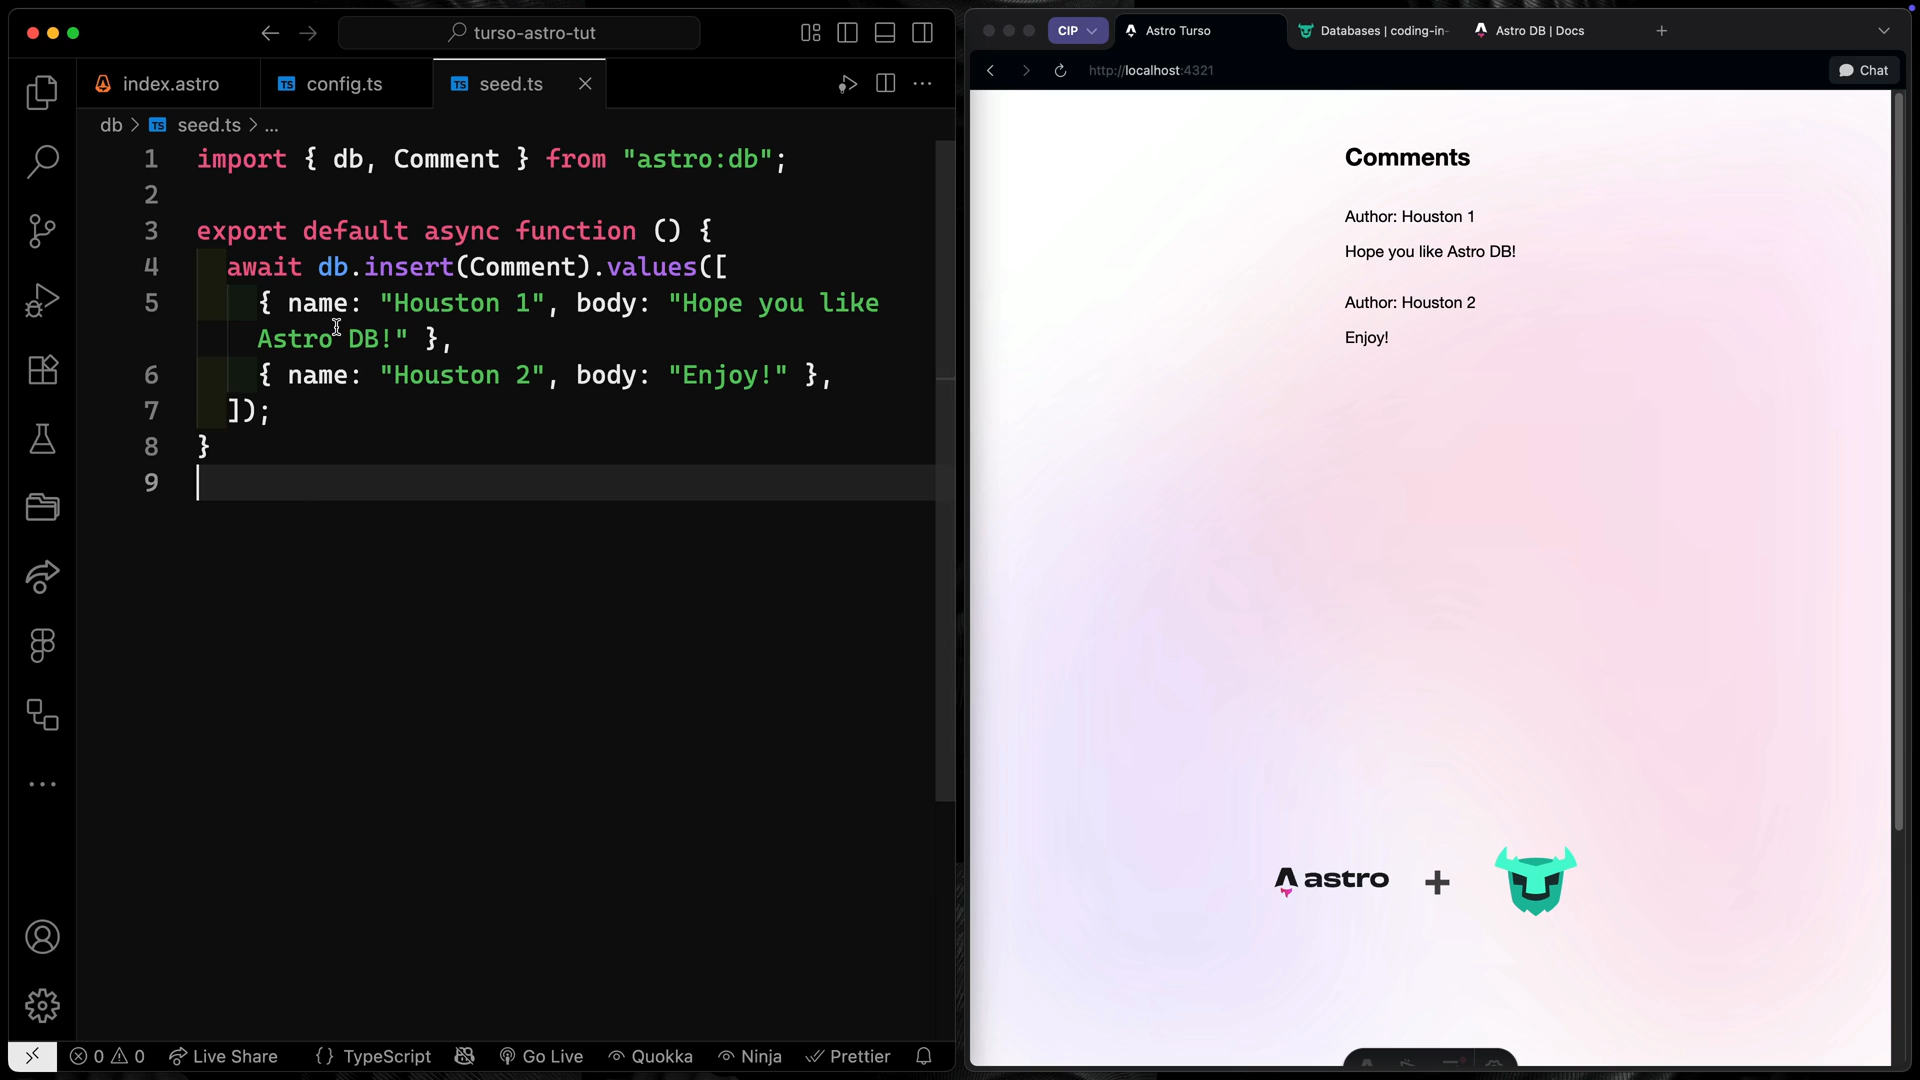 turso-astro-tut
index.astro
TS config.ts
TS seed.ts
db > TS seed.ts > ...
1 import { db, Comment } from "astro:db";
2
3 export default async function () {
4 await db.insert(Comment).values([
5 { name: "Houston 1", body: "Hope you like
Astro DB!" },
6 { name: "Houston 2", body: "Enjoy!" },
7 ]);
8 }
9
0 0 Live Share {} TypeScript Go Live Quokka Ninja Prettier
CIP Astro Turso Databases | coding-in- Astro DB | Docs
http://localhost:4321 Chat
Comments
Author: Houston 1
Hope you like Astro DB!
Author: Houston 2
Enjoy!
astro +